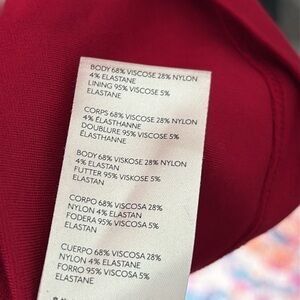 BODY 68% VISCOSE 28% NYLON
4% ELASTANE
LINING 95% VISCOSE 5%
ELASTANE
CORPS 68% VISCOSE 28% NYLON
4% ÉLASTHANNE
DOUBLURE 95% VISCOSE 5%
ÉLASTHANNE
BODY 68% VISKOSE 28% NYLON
4% ELASTAN
FUTTER 95% VISKOSE 5%
ELASTAN
CORPO 68% VISCOSA 28%
NYLON 4% ELASTAN
FODERA 95% VISCOSA 5%
ELASTAN
CUERPO 68% VISCOSA 28%
NYLON 4% ELASTANE
FORRO 95% VISCOSA 5%
ELASTANE